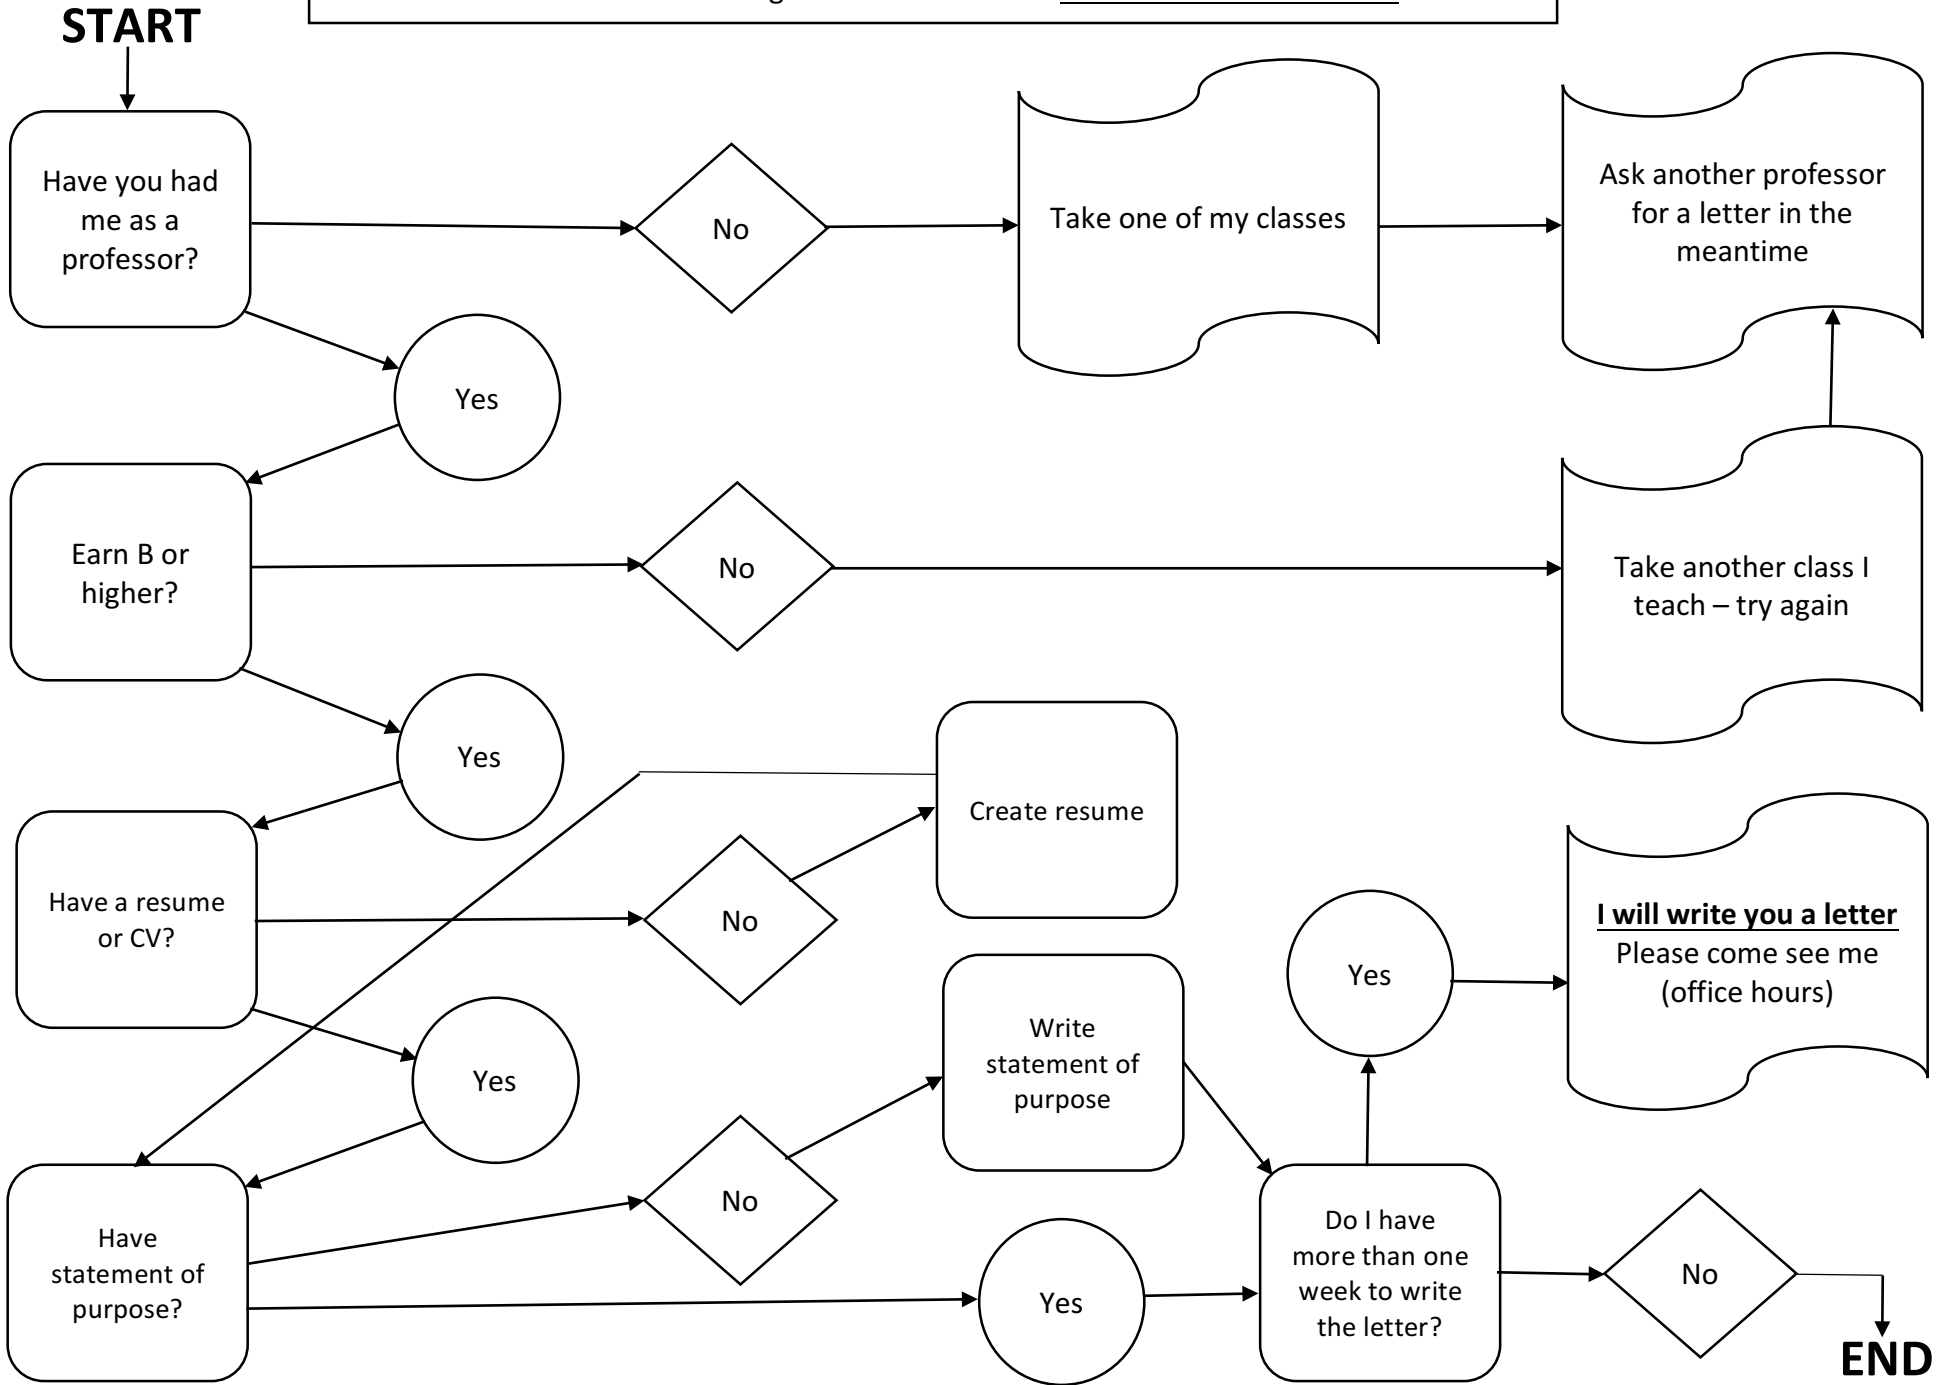 START
Have you had
me as a
professor?
No
Take one of my classes
Ask another professor
for a letter in the
meantime
Yes
Earn B or
higher?
No
Take another class I
teach – try again
Yes
Create resume
Have a resume
or CV?
No
I will write you a letter
Please come see me
(office hours)
Yes
Write
statement of
purpose
Yes
Have
statement of
purpose?
No
Yes
Do I have
more than one
week to write
the letter?
No
END